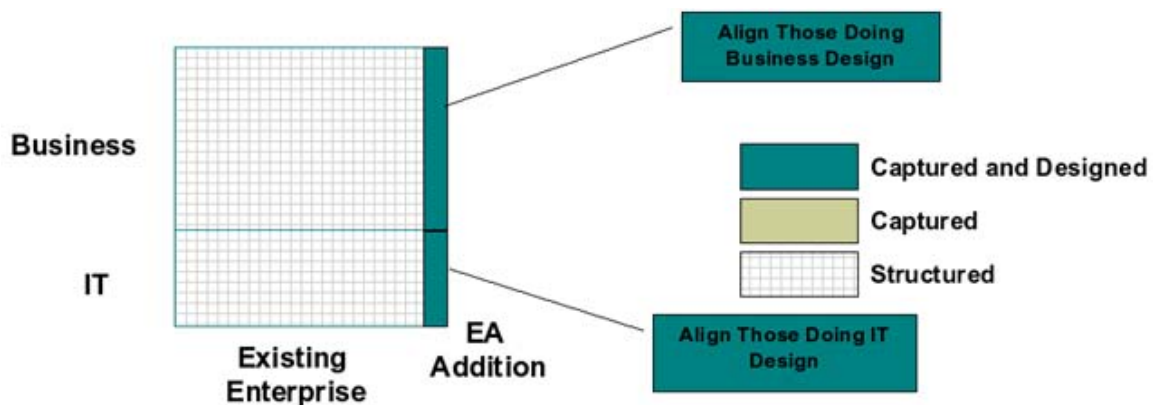 Align Those Doing
Business Design
Business
Captured and Designed
Captured
Structured
IT
Align Those Doing IT
Design
EA
Addition
Existing
Enterprise